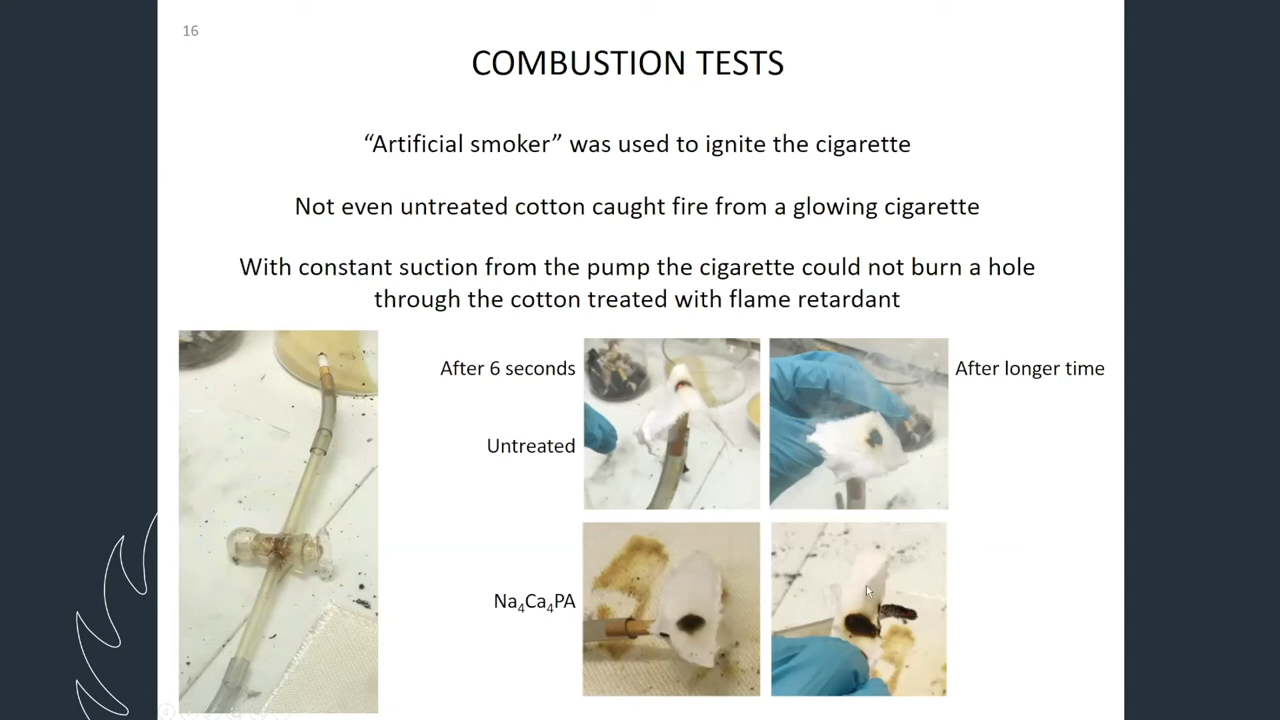 16
COMBUSTION TESTS
“Artificial smoker” was used to ignite the cigarette
Not even untreated cotton caught fire from a glowing cigarette
With constant suction from the pump the cigarette could not burn a hole
through the cotton treated with flame retardant
After 6 seconds
After longer time
Untreated
Na₄Ca₄PA